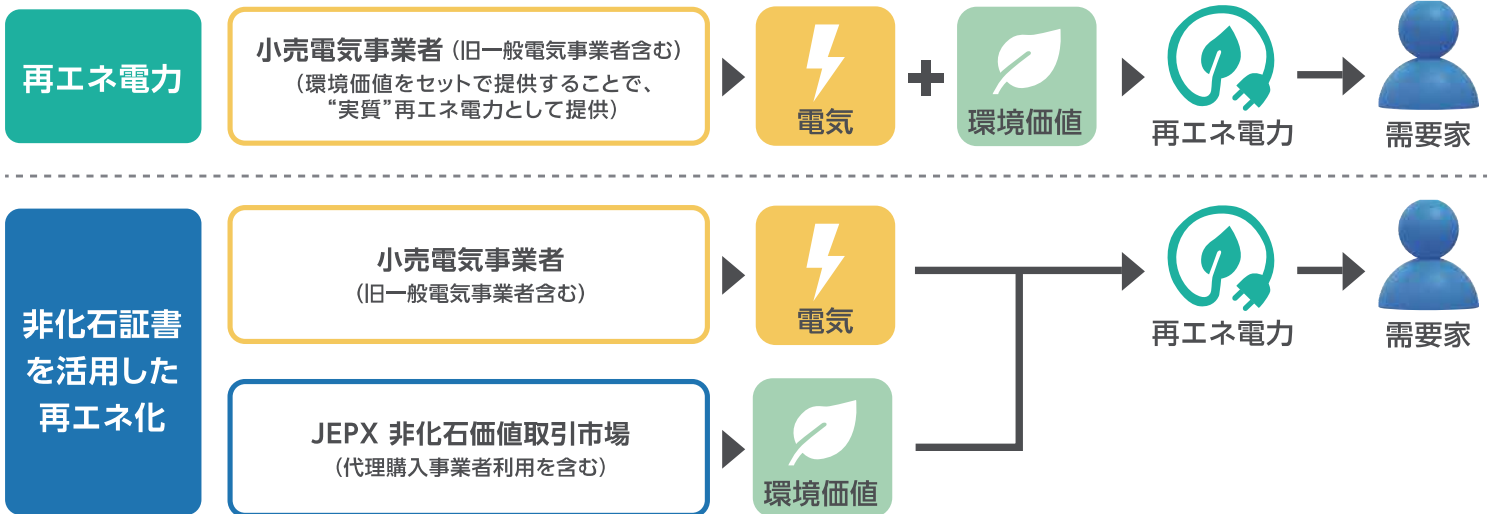 再エネ電力
小売電気事業者（旧一般電気事業者含む）
（環境価値をセットで提供することで、
“実質”再エネ電力として提供）
電気
環境価値
再エネ電力
需要家
非化石証書
を活用した
再エネ化
小売電気事業者
（旧一般電気事業者含む）
電気
JEPX 非化石価値取引市場
（代理購入事業者利用を含む）
環境価値
再エネ電力
需要家